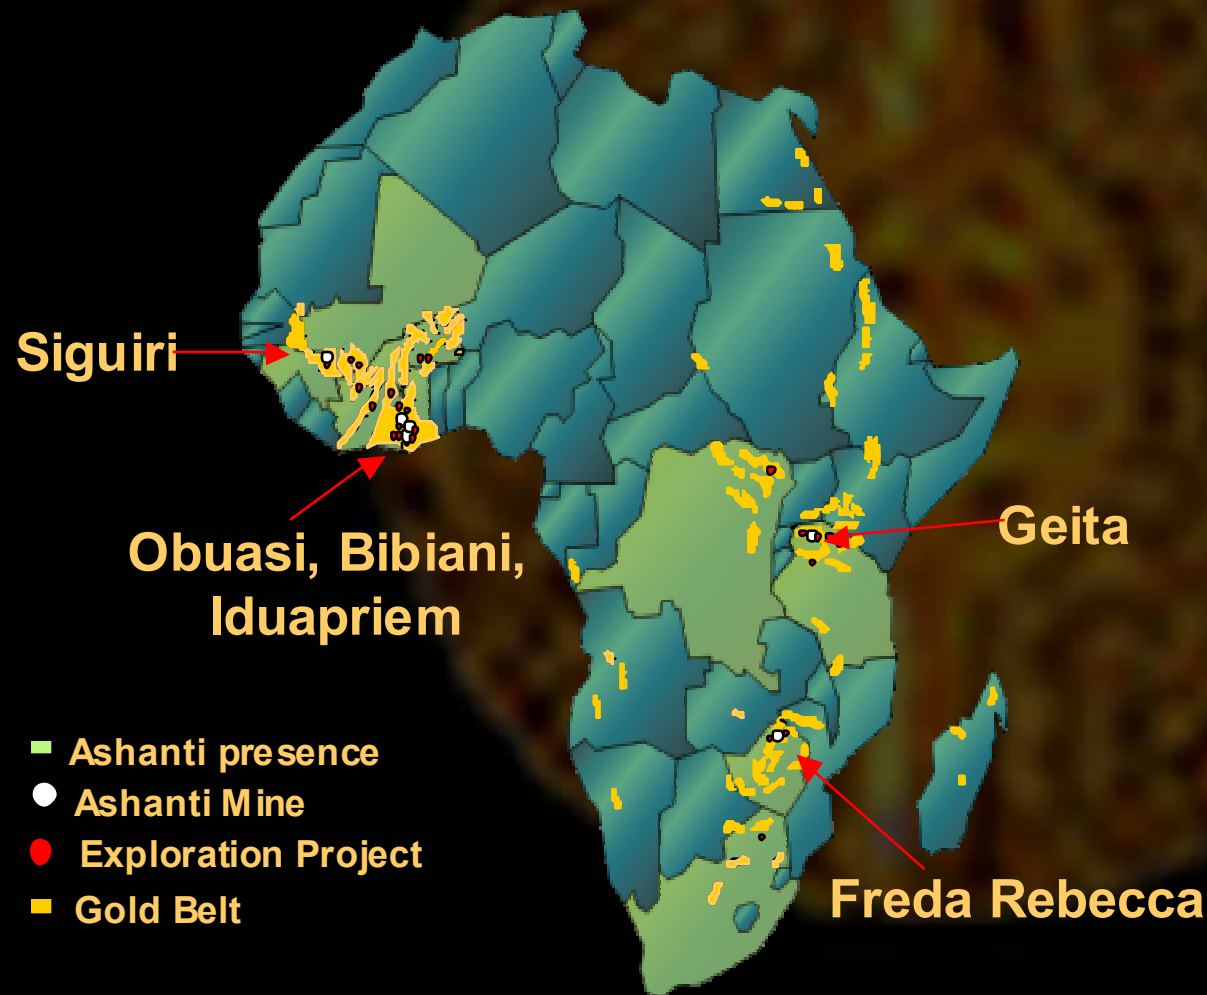 Siguiri
Obuasi, Bibiani,
Iduapriem
Geita
Freda Rebecca
Ashanti presence
Ashanti Mine
Exploration Project
Gold Belt